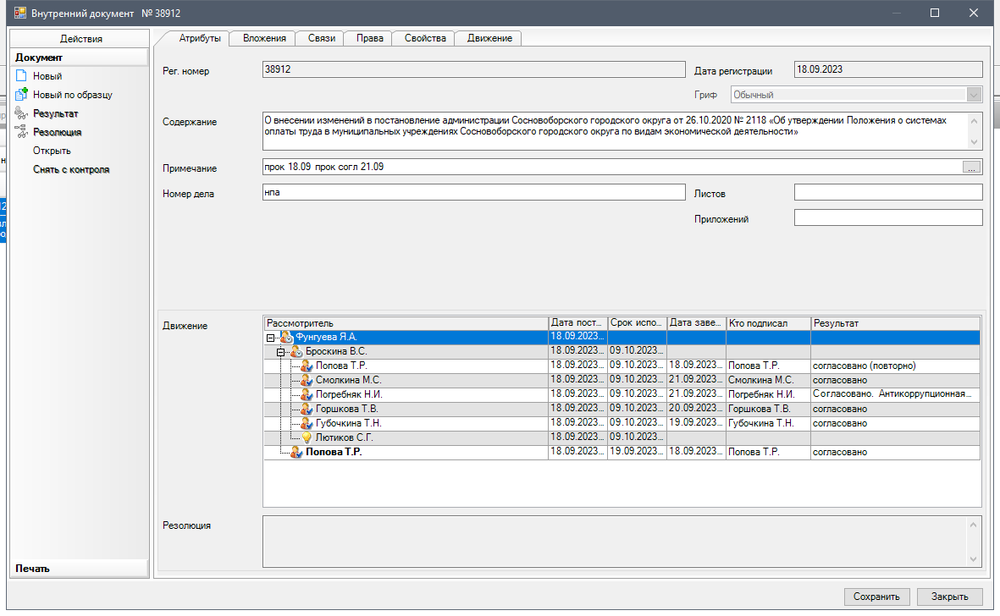 Внутренний документ № 38912
Действия
Документ
Новый
Новый по образцу
Результат
Резолюция
Открыть
Снять с контроля
Печать
Атрибуты Вложения Связи Права Свойства Движение
Рег. номер 38912 Дата регистрации 18.09.2023
Гриф Обычный
Содержание О внесении изменений в постановление администрации Сосновоборского городского округа от 26.10.2020 № 2118 «Об утверждении Положения о системах
оплаты труда в муниципальных учреждениях Сосновоборского городского округа по видам экономической деятельности»
Примечание прок 18.09 прок согл 21.09 ...
Номер дела нпа Листов
Приложений
Движение Рассмотритель Дата пост... Срок испо... Дата заве... Кто подписал Результат
Фунгуева Я.А. 18.09.2023...
Броскина В.С. 18.09.2023... 09.10.2023...
Попова Т.Р. 18.09.2023... 09.10.2023... 18.09.2023... Попова Т.Р. согласовано (повторно)
Смолкина М.С. 18.09.2023... 09.10.2023... 21.09.2023... Смолкина М.С. согласовано
Погребняк Н.И. 18.09.2023... 09.10.2023... 21.09.2023... Погребняк Н.И. Согласовано. Антикоррупционная...
Горшкова Т.В. 18.09.2023... 09.10.2023... 20.09.2023... Горшкова Т.В. согласовано
Губочкина Т.Н. 18.09.2023... 09.10.2023... 19.09.2023... Губочкина Т.Н. согласовано
Лютиков С.Г. 18.09.2023... 09.10.2023...
Попова Т.Р. 18.09.2023... 19.09.2023... 18.09.2023... Попова Т.Р. согласовано
Резолюция
Сохранить Закрыть